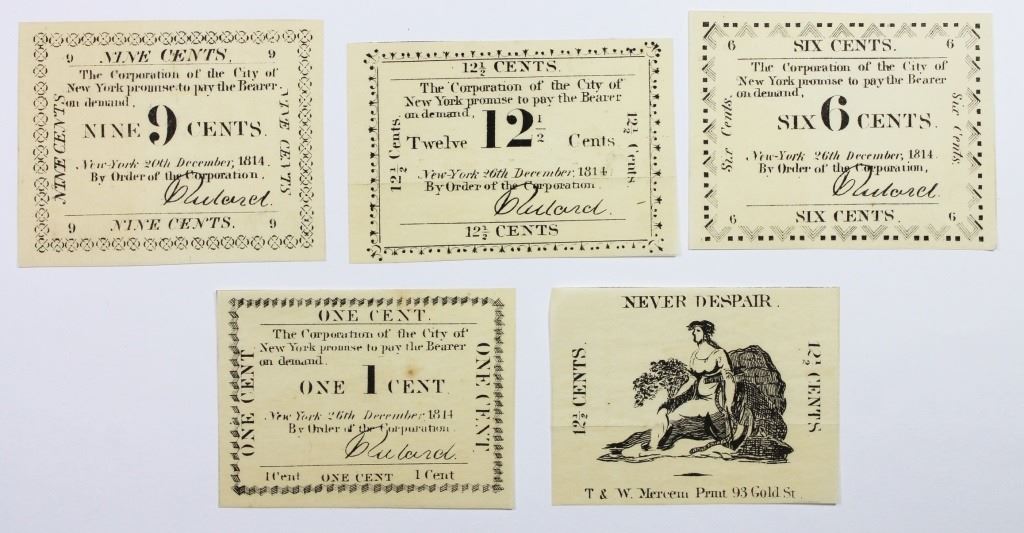 9 NINE CENTS. 9
The Corporation of the City of
New York promise to pay the Bearer
on demand,
NINE 9 CENTS.
New-York 20th December, 1814.
By Order of the Corporation,
NINE CENTS
NINE CENTS
9 NINE CENTS. 9
12½ CENTS.
The Corporation of the City of
New York promise to pay the Bearer
on demand,
Twelve 12½ Cents.
New-York 26th December, 1814
By Order of the Corporation.
12½ Cents.
12½ Cents.
12½ CENTS
6 SIX CENTS. 6
The Corporation of the City of
New York promise to pay the Bearer
on demand,
SIX 6 CENTS.
New-York 26th December, 1814.
By Order of the Corporation,
Six Cents
Six Cents
6 SIX CENTS. 6
ONE CENT.
The Corporation of the City of
New York promise to pay the Bearer
on demand.
ONE 1 CENT.
New York 26th December, 1814
By Order of the Corporation.
ONE CENT
ONE CENT
1 Cent ONE CENT 1 Cent
NEVER DESPAIR.
12½ CENTS.
12½ CENTS
T & W. Mercein Print 93 Gold St.